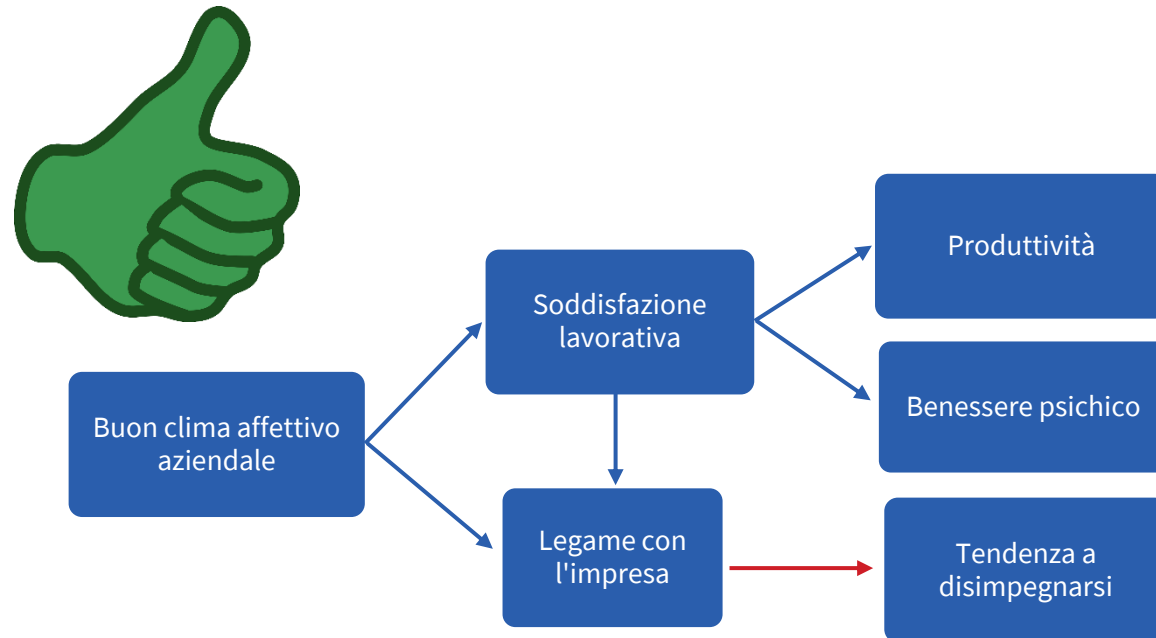 Produttività
Soddisfazione
lavorativa
Benessere psichico
Buon clima affettivo
aziendale
Legame con
l'impresa
Tendenza a
disimpegnarsi